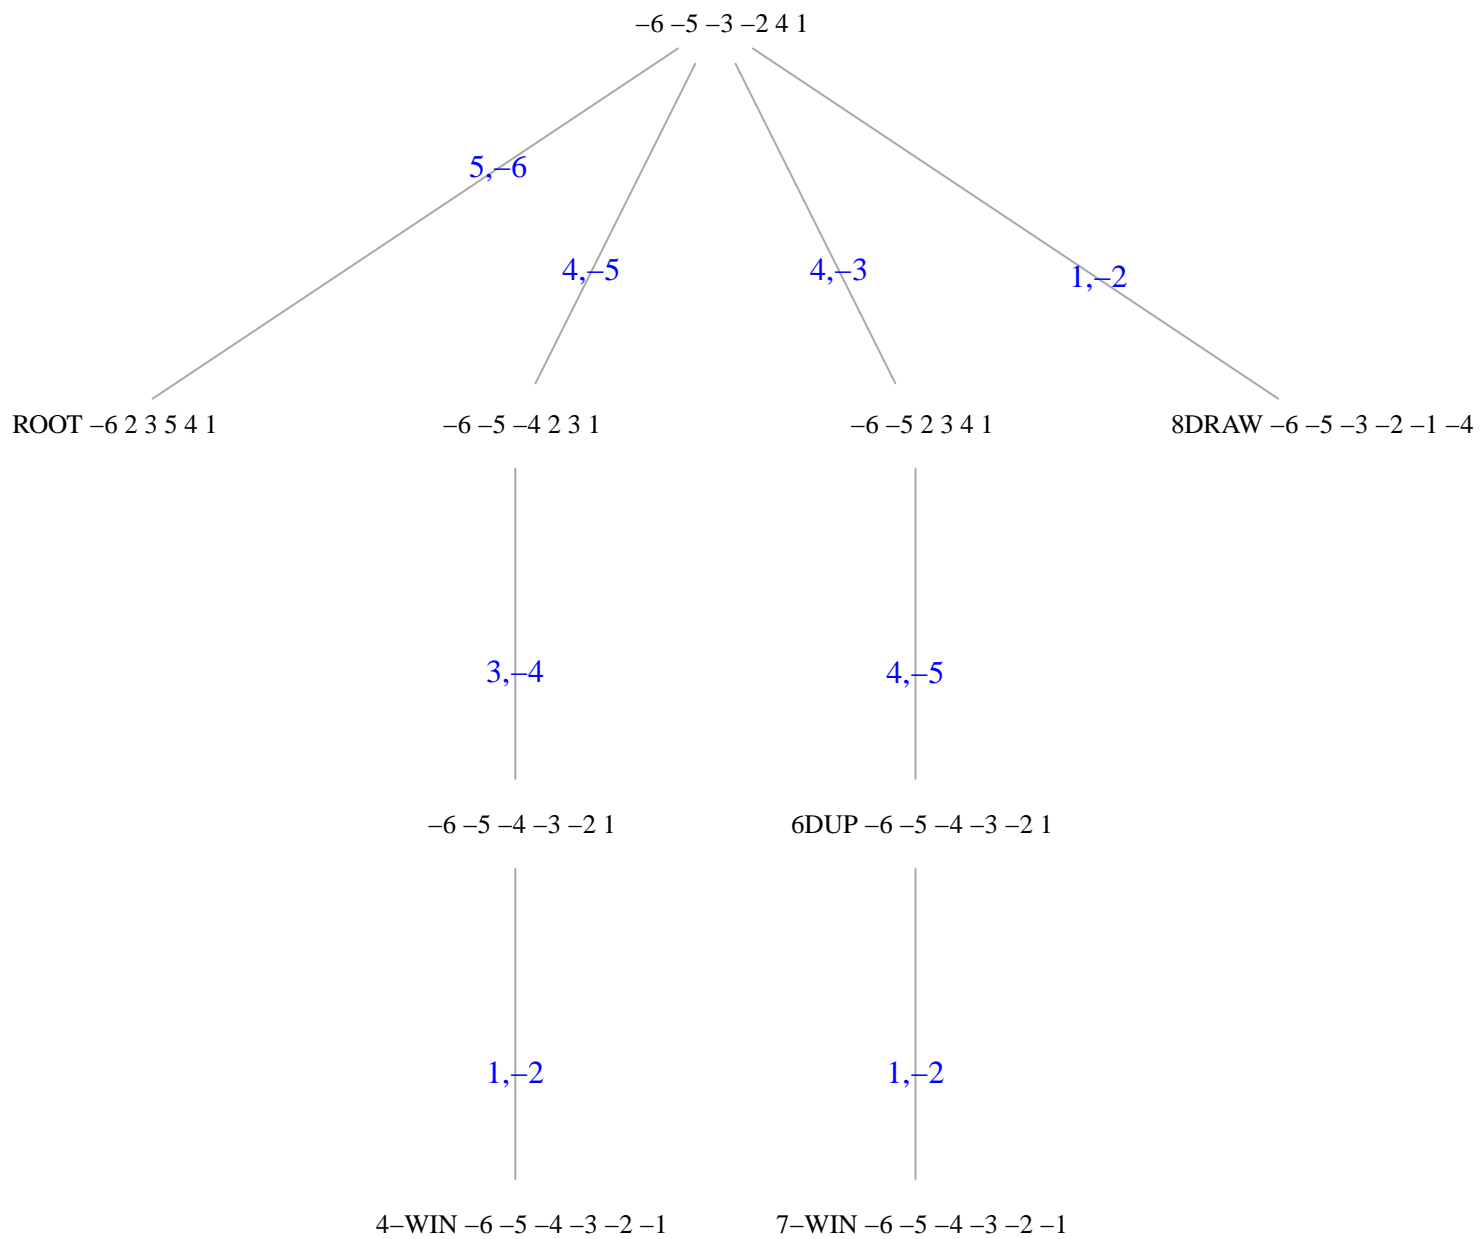 –6 –5 –3 –2 4 1
5,–6
4,–5
4,–3
1,–2
ROOT –6 2 3 5 4 1
–6 –5 –4 2 3 1
–6 –5 2 3 4 1
8DRAW –6 –5 –3 –2 –1 –4
3,–4
4,–5
–6 –5 –4 –3 –2 1
6DUP –6 –5 –4 –3 –2 1
1,–2
1,–2
4–WIN –6 –5 –4 –3 –2 –1
7–WIN –6 –5 –4 –3 –2 –1